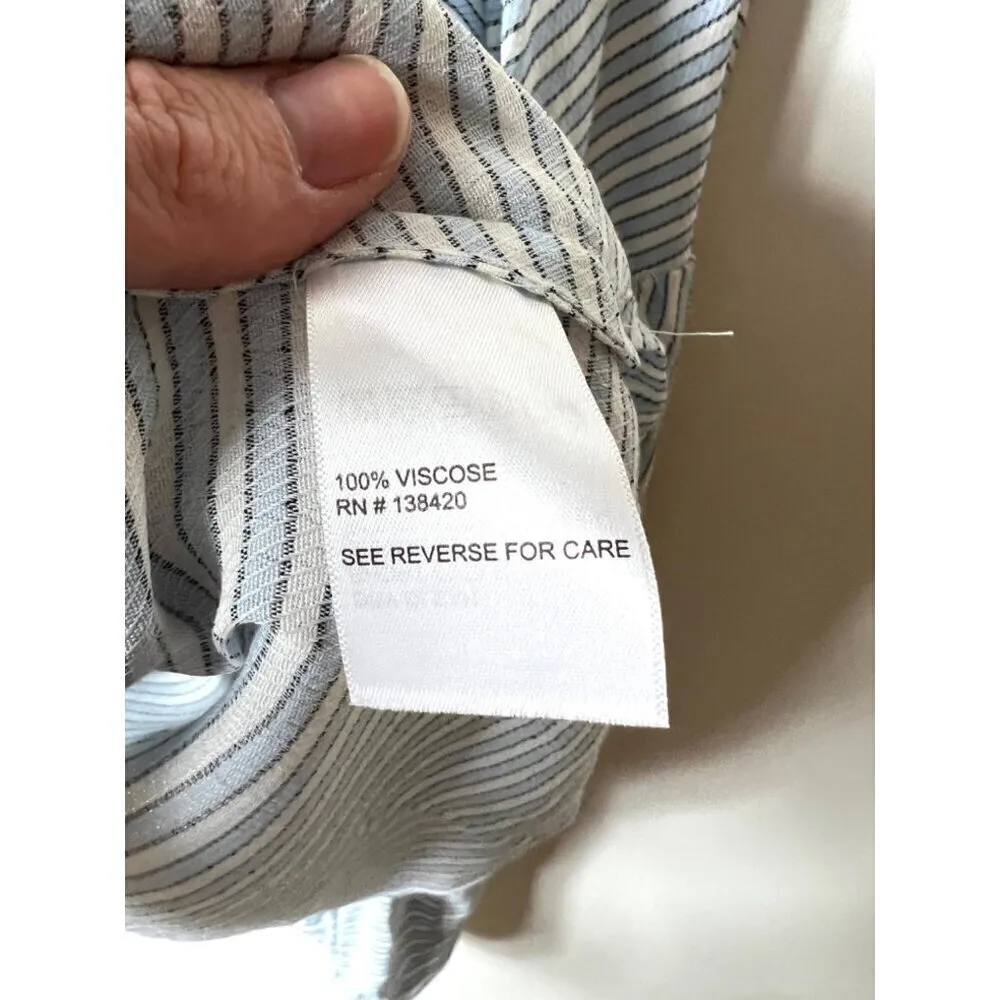 100% VISCOSE
RN # 138420
SEE REVERSE FOR CARE